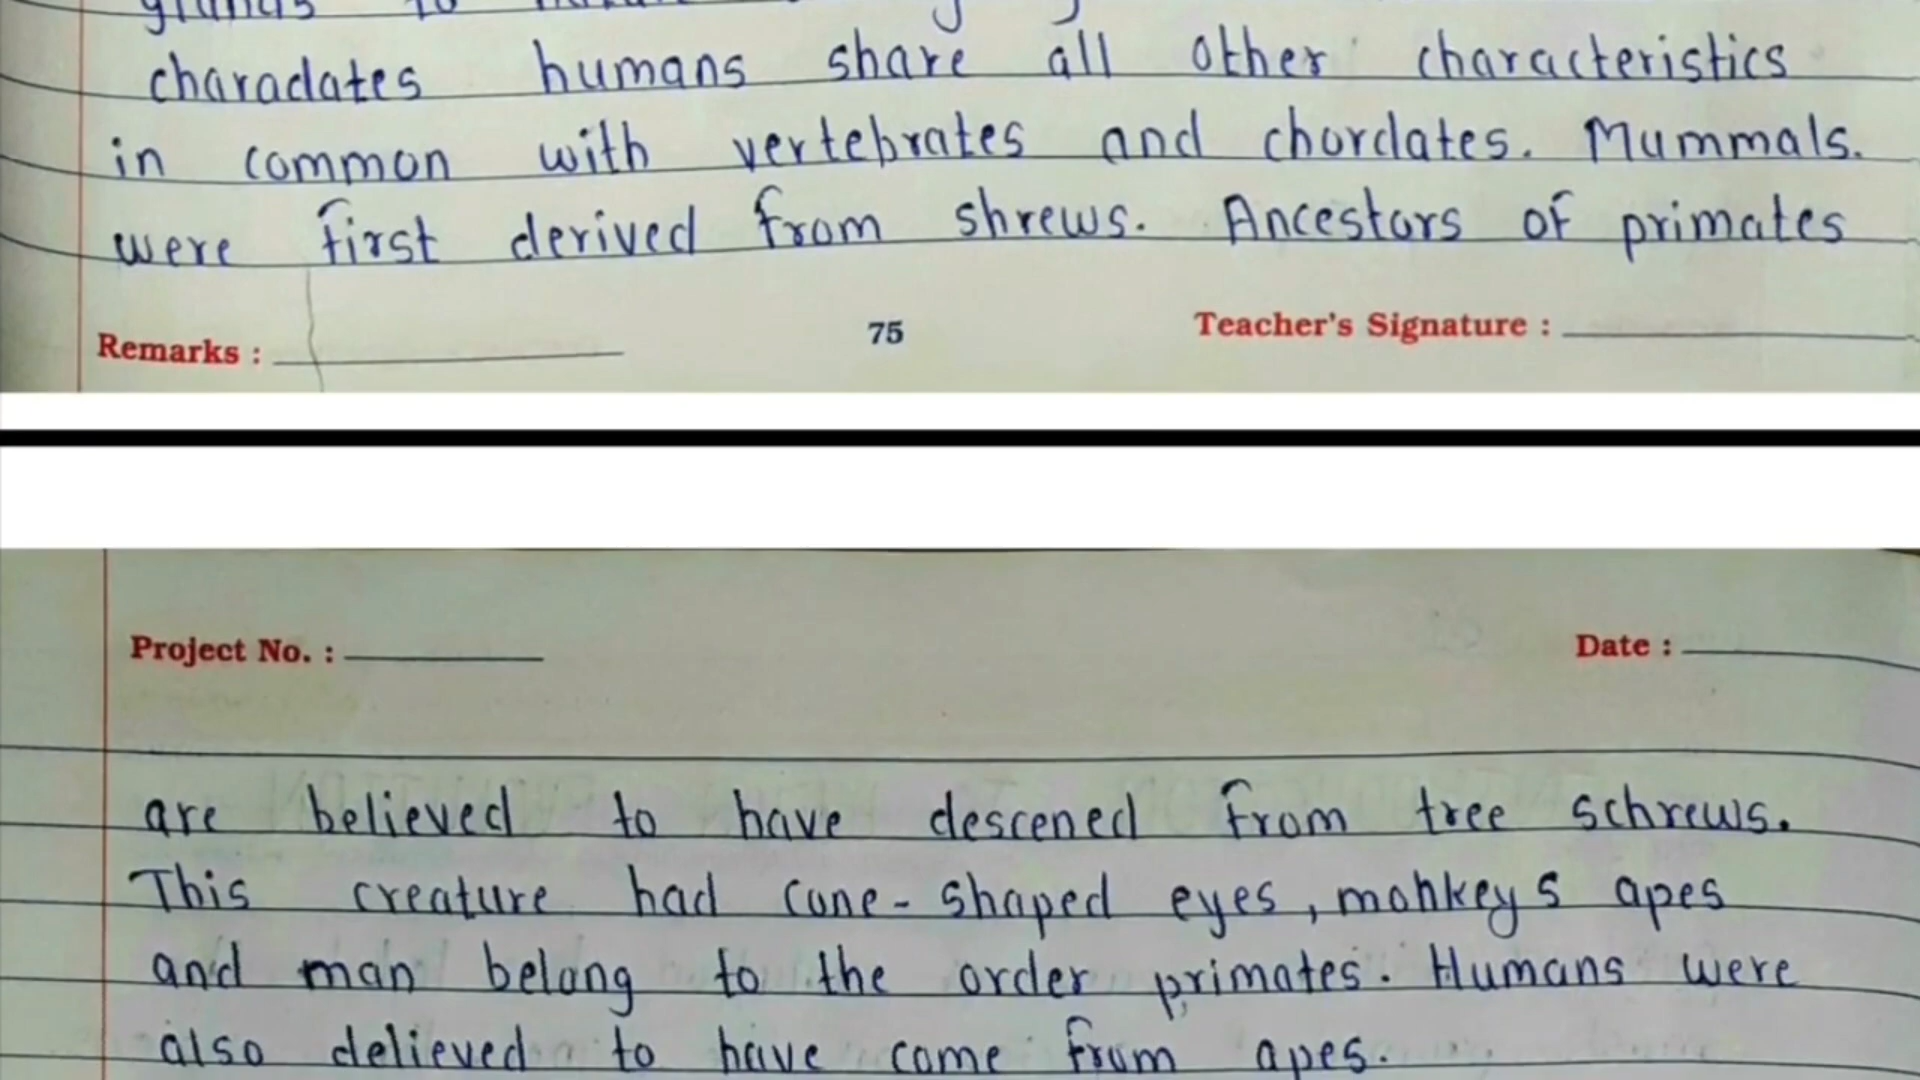 glands to
charadates humans share all other characteristics
in common with vertebrates and chordates. Mummals.
were first derived from shrews. Ancestors of primates
Remarks :
75
Teacher's Signature :
Project No. :
Date :
are believed to have descened from tree schrews.
This creature had cone-shaped eyes, monkeys apes
and man belong to the order primates. Humans were
also delieved to have come from apes.